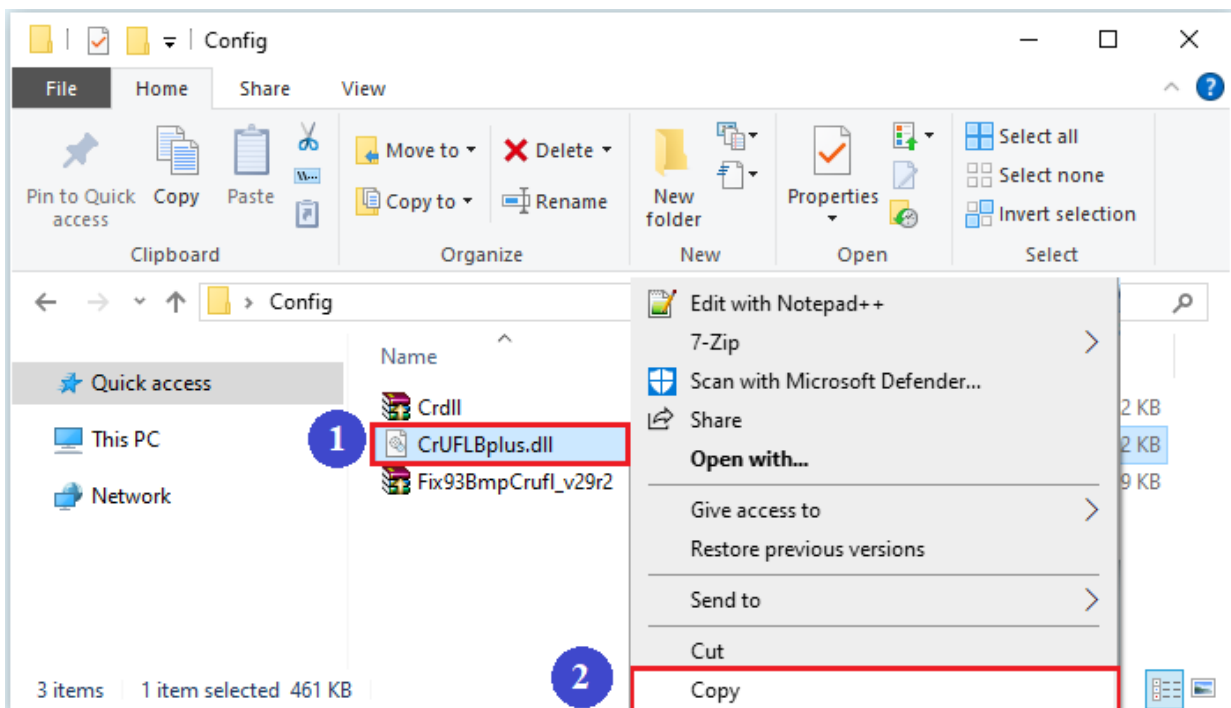 Config
File Home Share View
Pin to Quick access
Copy
Paste
Clipboard
Move to
Copy to
Delete
Rename
Organize
New folder
New
Properties
Open
Select all
Select none
Invert selection
Select
Config
Quick access
This PC
Network
Name
Crdll
2 KB
1
CrUFLBplus.dll
2 KB
Fix93BmpCrufl_v29r2
9 KB
Edit with Notepad++
7-Zip
Scan with Microsoft Defender...
Share
Open with...
Give access to
Restore previous versions
Send to
Cut
2
Copy
3 items 1 item selected 461 KB